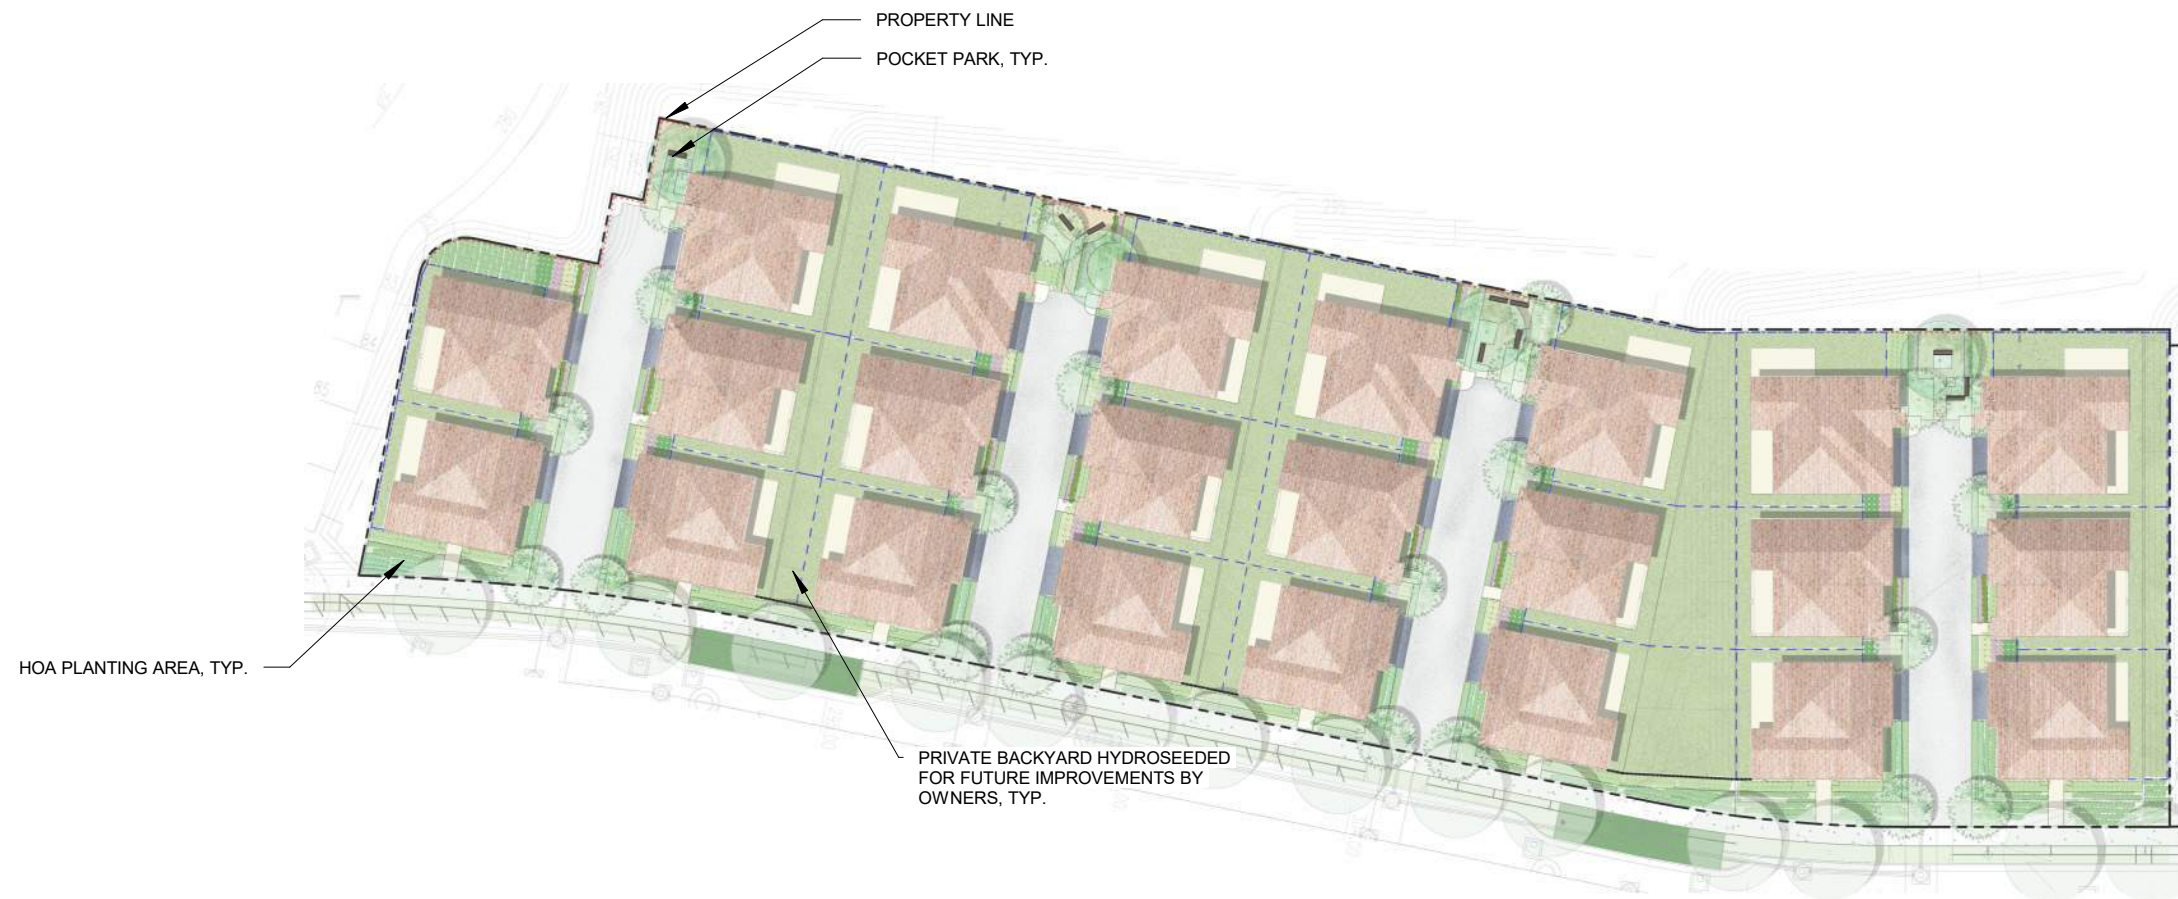 PROPERTY LINE
POCKET PARK, TYP.
HOA PLANTING AREA, TYP.
PRIVATE BACKYARD HYDROSEEDED
FOR FUTURE IMPROVEMENTS BY
OWNERS, TYP.